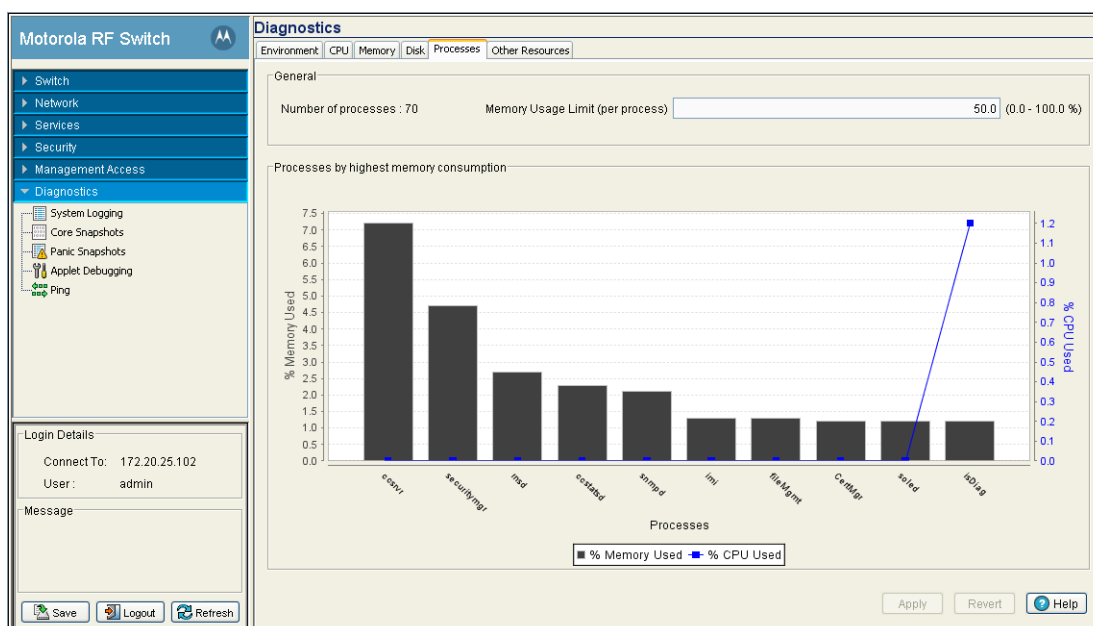 Motorola RF Switch
Switch
Network
Services
Security
Management Access
Diagnostics
System Logging
Core Snapshots
Panic Snapshots
Applet Debugging
Ping
Login Details
Connect To: 172.20.25.102
User : admin
Message
Save Logout Refresh
Diagnostics
Environment CPU Memory Disk Processes Other Resources
General
Number of processes : 70 Memory Usage Limit (per process) 50.0 (0.0 - 100.0 %)
Processes by highest memory consumption
% Memory Used
7.5
7.0
6.5
6.0
5.5
5.0
4.5
4.0
3.5
3.0
2.5
2.0
1.5
1.0
0.5
0.0
1.2
1.1
1.0
0.9
0.8
0.7
0.6
0.5
0.4
0.3
0.2
0.1
0.0
% CPU Used
ccsrvr securitymgr msd ccstatsd snmpd imi fileMgmt CertMgr soled isDiag
Processes
% Memory Used % CPU Used
Apply Revert Help